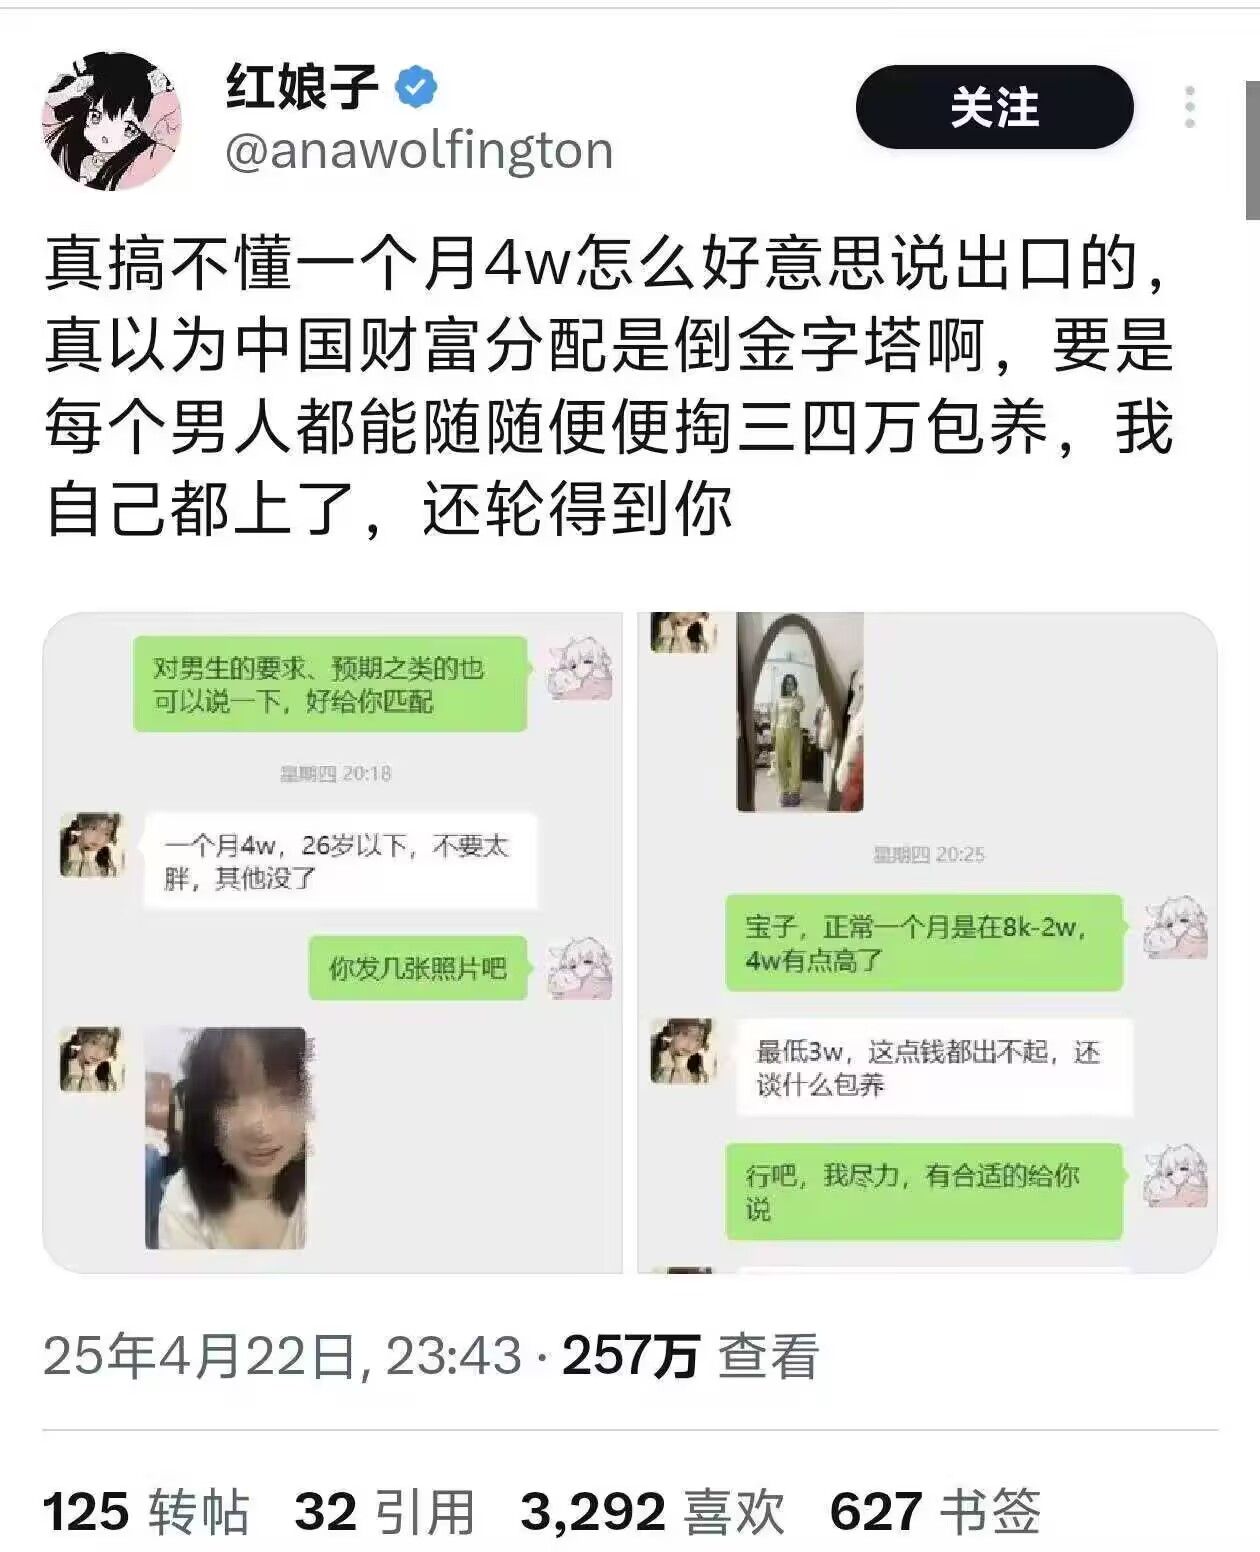 红娘子
关注
@anawolfington
真搞不懂一个月4w怎么好意思说出口的，
真以为中国财富分配是倒金字塔啊，要是
每个男人都能随随便便掏三四万包养，我
自己都上了，还轮得到你
对男生的要求、预期之类的也
可以说一下，好给你匹配
星期四 20:18
一个月4w，26岁以下，不要太
胖，其他没了
你发几张照片吧
星期四 20:25
宝子，正常一个月是在8k-2w，
4w有点高了
最低3w，这点钱都出不起，还
谈什么包养
行吧，我尽力，有合适的给你
说
25年4月22日, 23:43 · 257万 查看
125 转帖 32 引用 3,292 喜欢 627 书签